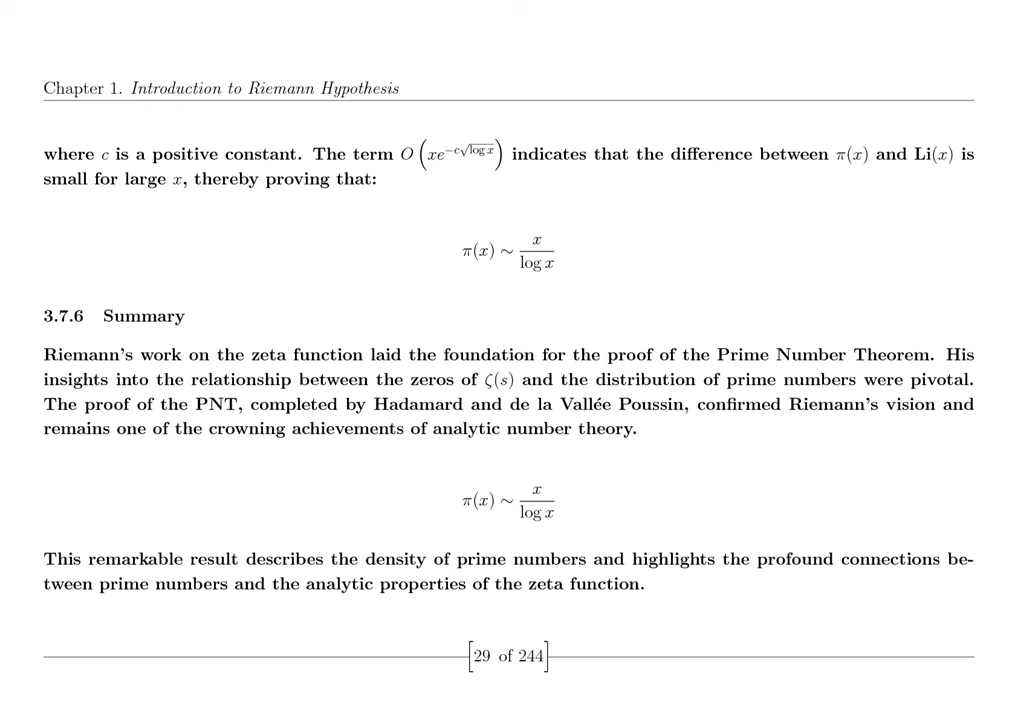 Chapter 1. Introduction to Riemann Hypothesis
where c is a positive constant. The term O(xe^{-c√log x}) indicates that the difference between π(x) and Li(x) is
small for large x, thereby proving that:
π(x) ∼ x / log x
3.7.6 Summary
Riemann's work on the zeta function laid the foundation for the proof of the Prime Number Theorem. His
insights into the relationship between the zeros of ζ(s) and the distribution of prime numbers were pivotal.
The proof of the PNT, completed by Hadamard and de la Vallée Poussin, confirmed Riemann's vision and
remains one of the crowning achievements of analytic number theory.
π(x) ∼ x / log x
This remarkable result describes the density of prime numbers and highlights the profound connections be-
tween prime numbers and the analytic properties of the zeta function.
[29 of 244]